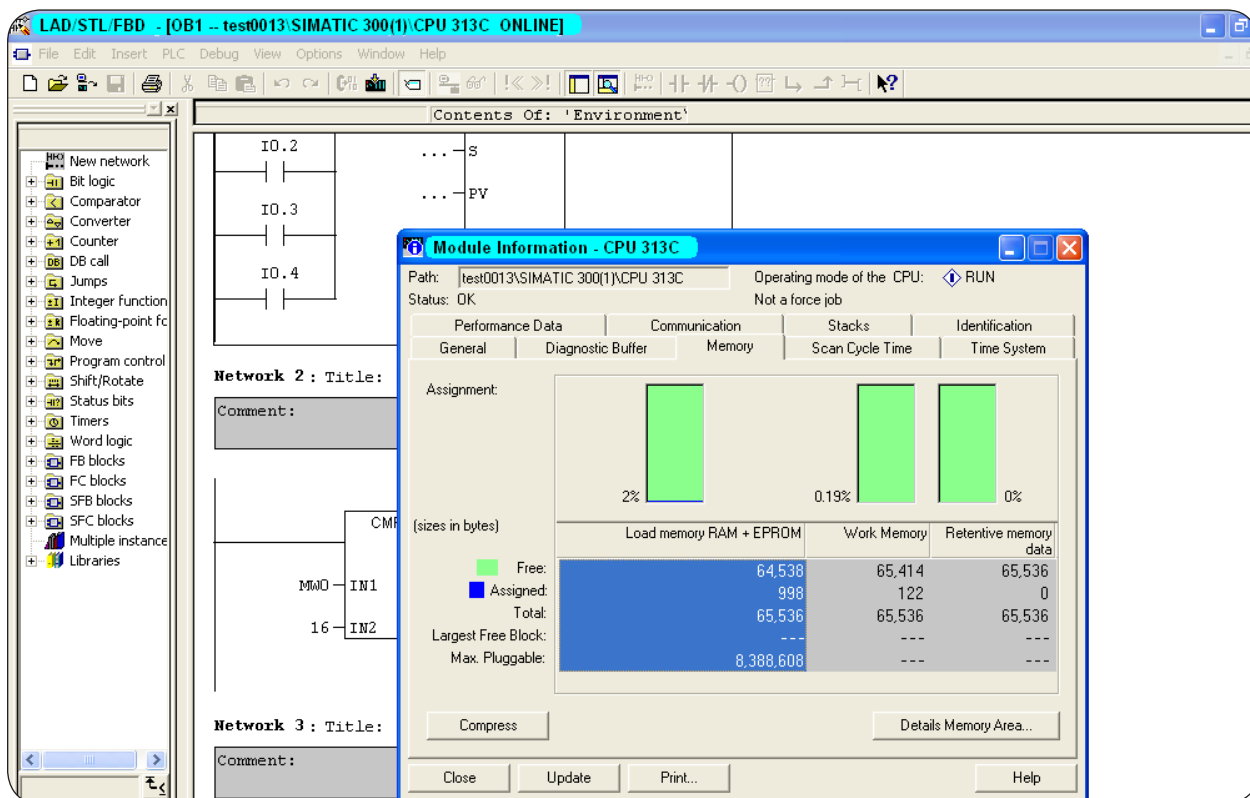 LAD/STL/FBD - [OB1 -- test0013\SIMATIC 300(1)\CPU 313C ONLINE]
File Edit Insert PLC Debug View Options Window Help
Contents Of: 'Environment'
New network
Bit logic
Comparator
Converter
Counter
DB call
Jumps
Integer function
Floating-point fc
Move
Program control
Shift/Rotate
Status bits
Timers
Word logic
FB blocks
FC blocks
SFB blocks
SFC blocks
Multiple instance
Libraries
I0.2
... S
... PV
I0.3
I0.4
Network 2 : Title:
Comment:
CMP
MW0 IN1
16 IN2
Network 3 : Title:
Comment:
Module Information - CPU 313C
Path: test0013\SIMATIC 300(1)\CPU 313C Operating mode of the CPU: RUN
Status: OK Not a force job
Performance Data Communication Stacks Identification
General Diagnostic Buffer Memory Scan Cycle Time Time System
Assignment:
2% 0.19% 0%
(sizes in bytes) Load memory RAM + EPROM Work Memory Retentive memory
data
Free: 64,538 65,414 65,536
Assigned: 998 122 0
Total: 65,536 65,536 65,536
Largest Free Block: --- --- ---
Max. Pluggable: 8,388,608 --- ---
Compress Details Memory Area...
Close Update Print... Help